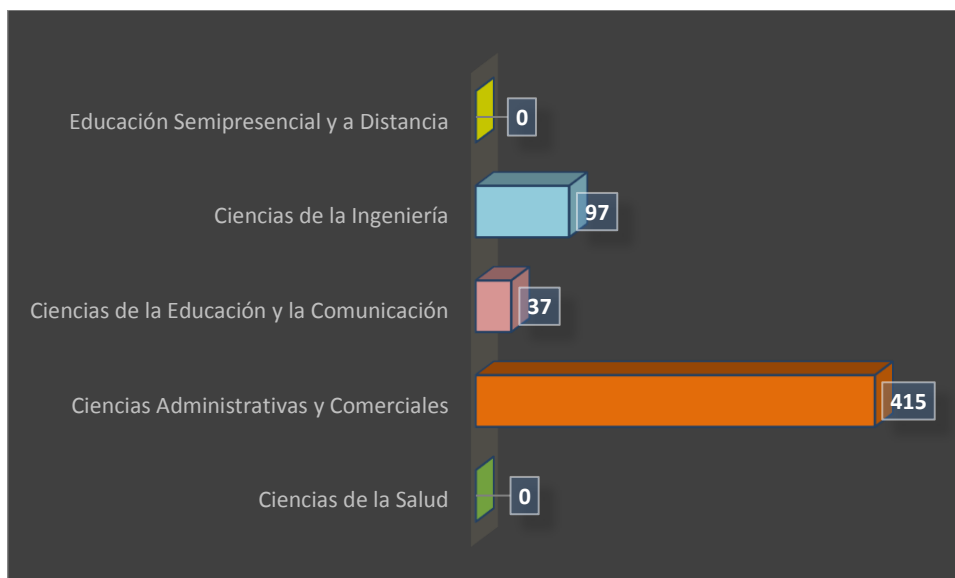 Educación Semipresencial y a Distancia
0
Ciencias de la Ingeniería
97
Ciencias de la Educación y la Comunicación
37
Ciencias Administrativas y Comerciales
415
Ciencias de la Salud
0